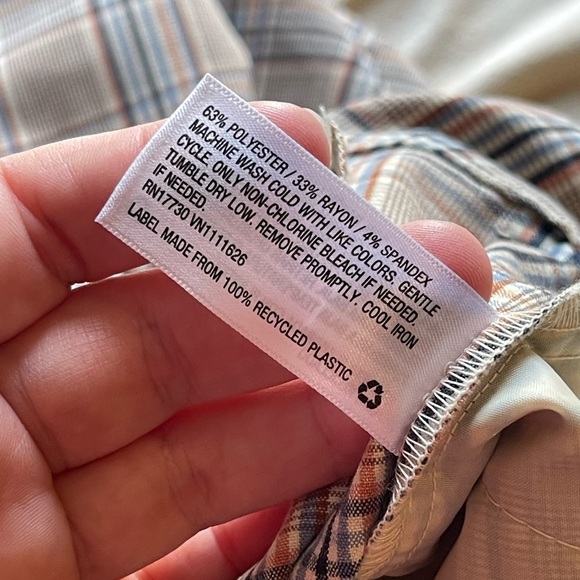 63% POLYESTER / 33% RAYON / 4% SPANDEX
MACHINE WASH COLD WITH LIKE COLORS. GENTLE
CYCLE. ONLY NON-CHLORINE BLEACH IF NEEDED.
TUMBLE DRY LOW. REMOVE PROMPTLY. COOL IRON
IF NEEDED.
RN17730 VN1111626
LABEL MADE FROM 100% RECYCLED PLASTIC